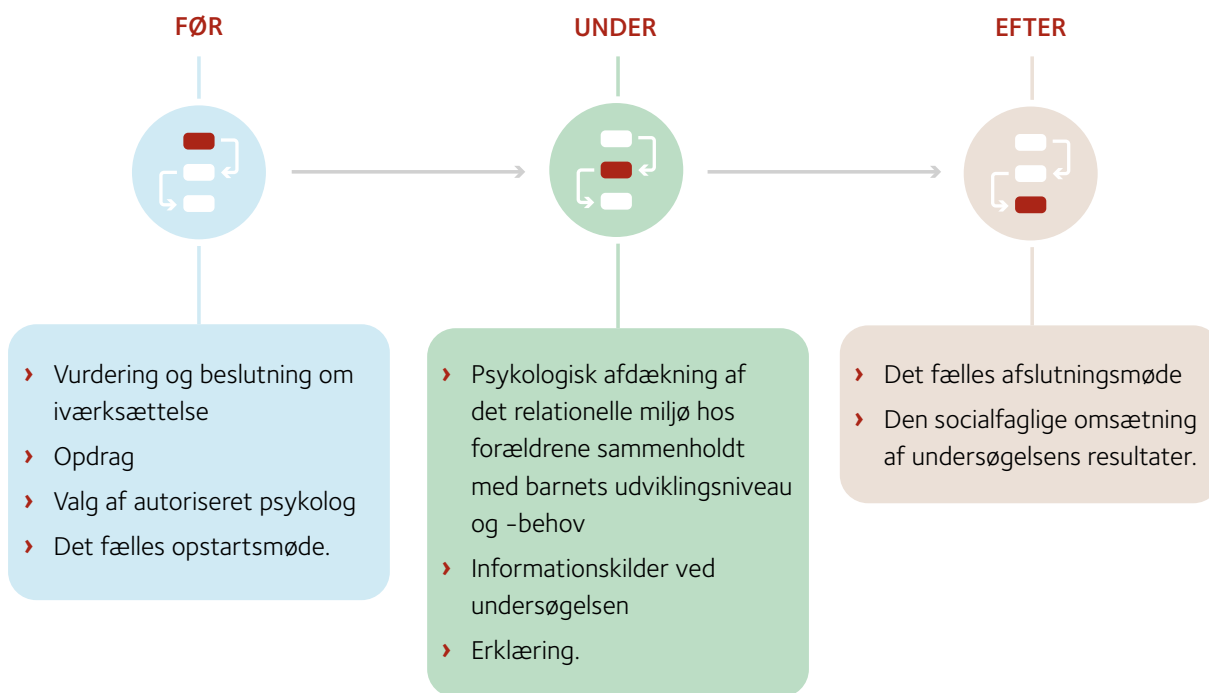 FØR
Vurdering og beslutning om
iværksættelse
Opdrag
Valg af autoriseret psykolog
Det fælles opstartsmøde.
UNDER
Psykologisk afdækning af
det relationelle miljø hos
forældrene sammenholdt
med barnets udviklingsniveau
og -behov
Informationskilder ved
undersøgelsen
Erklæring.
EFTER
Det fælles afslutningsmøde
Den socialfaglige omsætning
af undersøgelsens resultater.